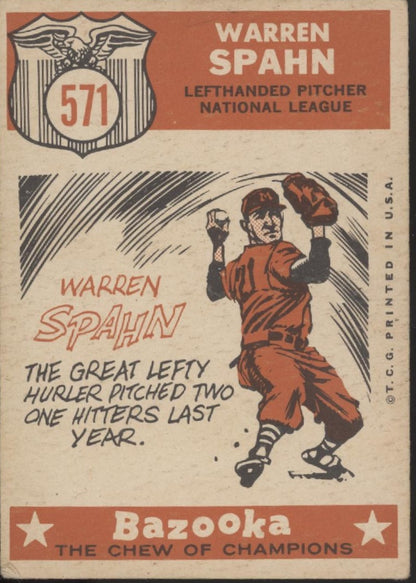 WARREN
SPAHN
571
LEFTHANDED PITCHER
NATIONAL LEAGUE
WARREN
SPAHN
THE GREAT LEFTY
HURLER PITCHED TWO
ONE HITTERS LAST
YEAR.
©T.C.G. PRINTED IN U.S.A.
Bazooka
THE CHEW OF CHAMPIONS